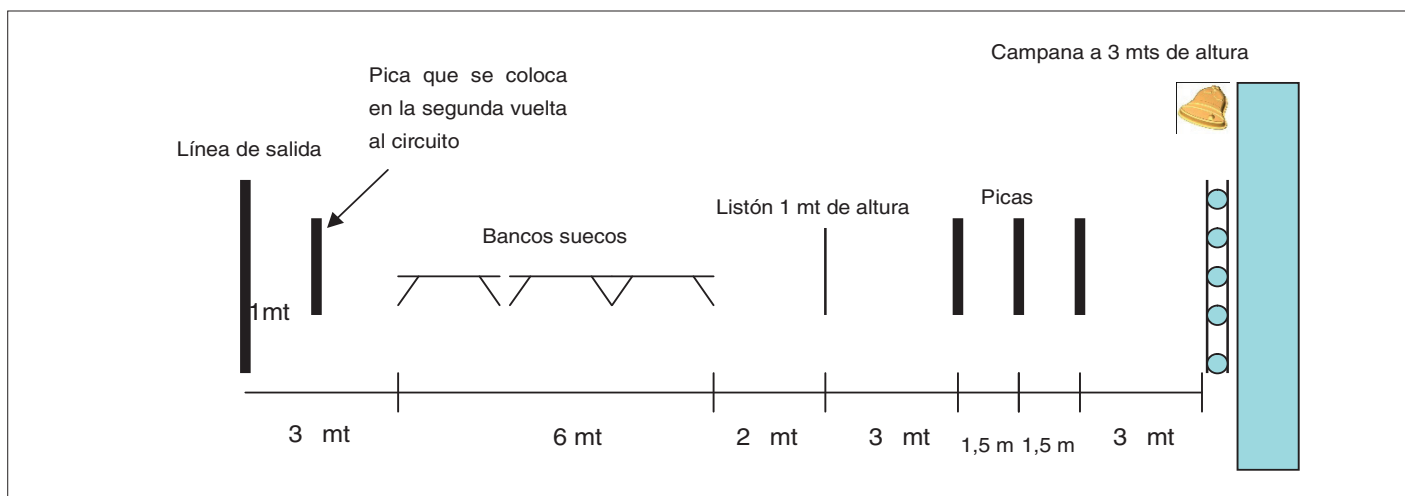 Campana a 3 mts de altura
Pica que se coloca
en la segunda vuelta
al circuito
Línea de salida
Listón 1 mt de altura
Picas
Bancos suecos
1mt
3 mt
6 mt
2 mt
3 mt
1,5 m
1,5 m
3 mt